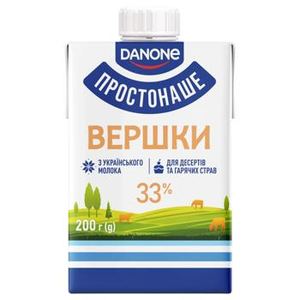 DANONE
ПРОСТОНАШЕ
ВЕРШКИ
З УКРАЇНСЬКОГО
МОЛОКА
ДЛЯ ДЕСЕРТІВ
ТА ГАРЯЧИХ СТРАВ
33%
200 г (g)